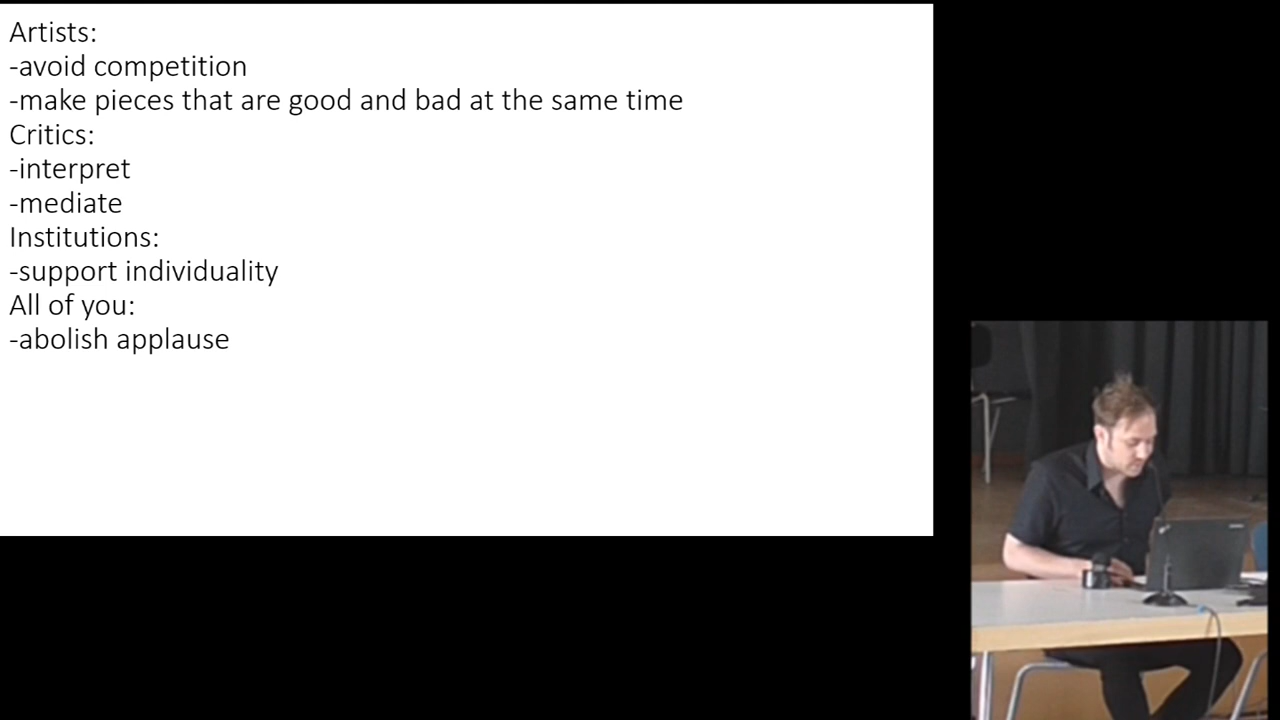 Artists:
-avoid competition
-make pieces that are good and bad at the same time
Critics:
-interpret
-mediate
Institutions:
-support individuality
All of you:
-abolish applause